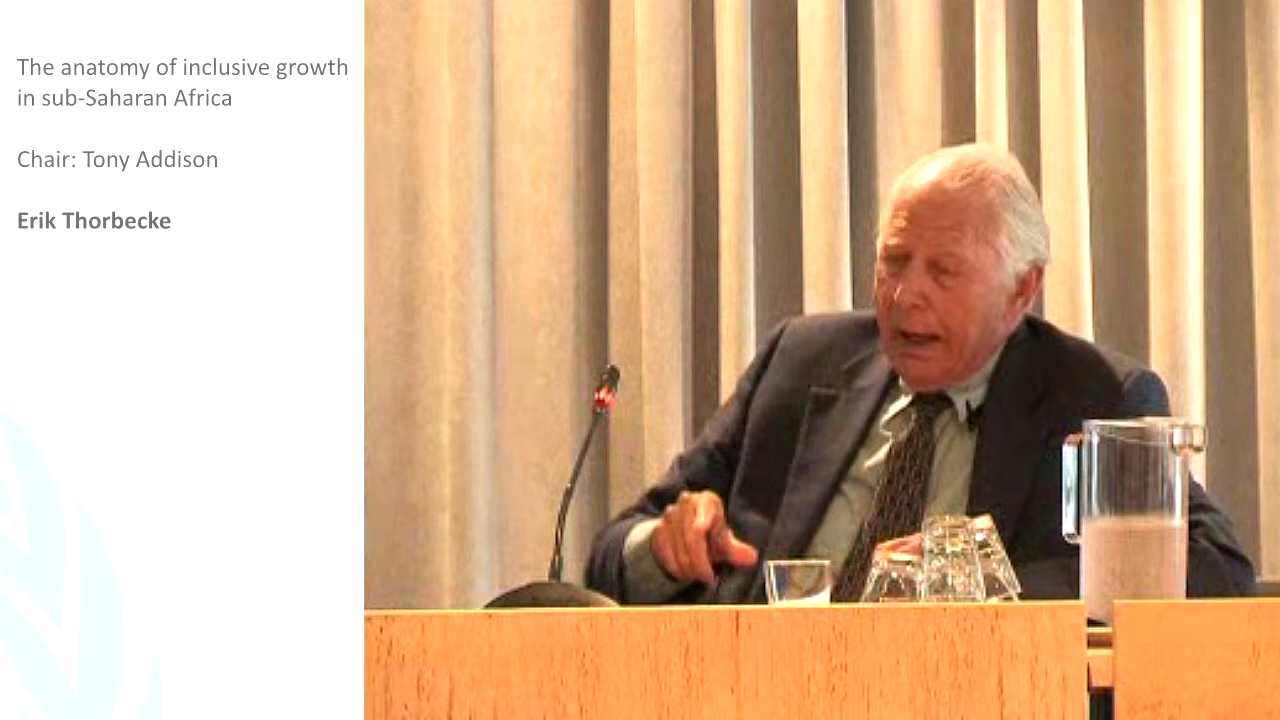 The anatomy of inclusive growth
in sub-Saharan Africa
Chair: Tony Addison
Erik Thorbecke